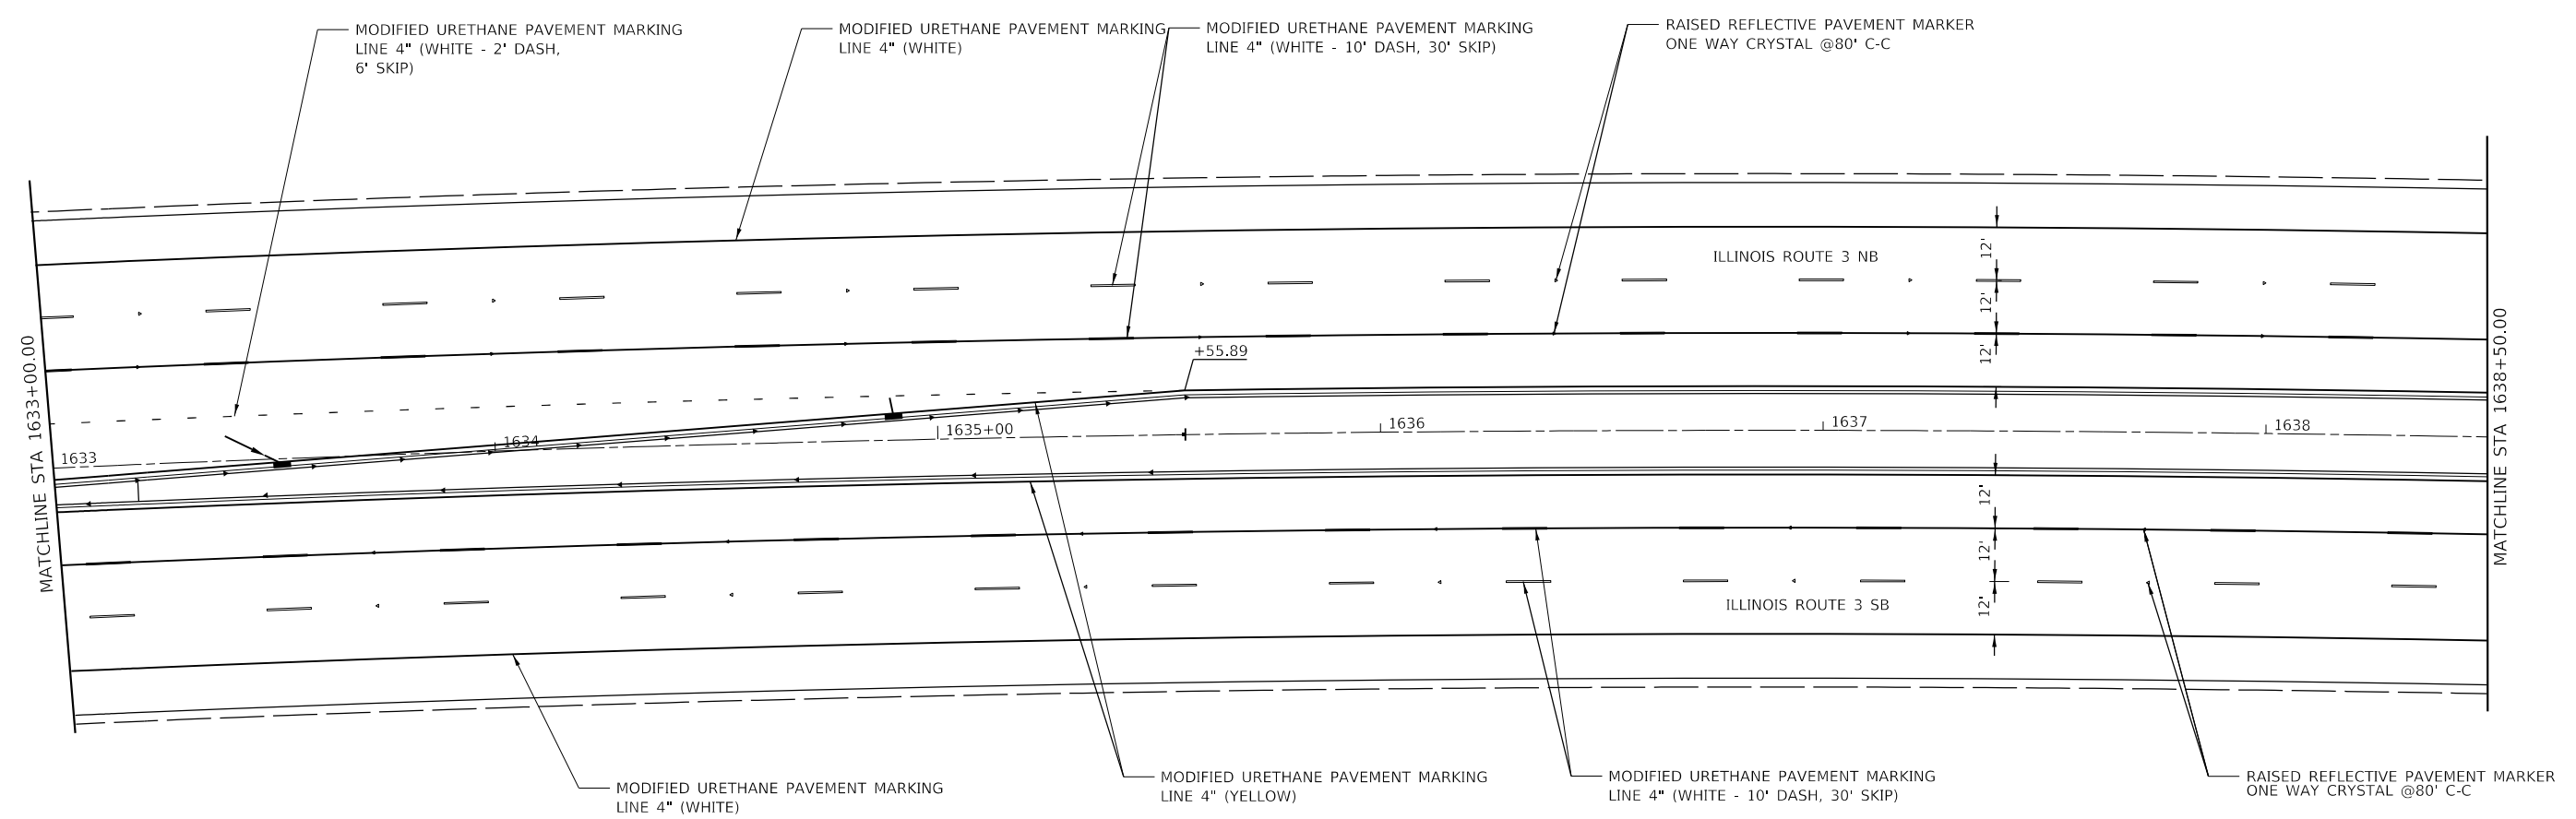 MODIFIED URETHANE PAVEMENT MARKING
LINE 4" (WHITE - 2' DASH,
6' SKIP)
MODIFIED URETHANE PAVEMENT MARKING
LINE 4" (WHITE)
MODIFIED URETHANE PAVEMENT MARKING
LINE 4" (WHITE - 10' DASH, 30' SKIP)
RAISED REFLECTIVE PAVEMENT MARKER
ONE WAY CRYSTAL @80' C-C
ILLINOIS ROUTE 3 NB
12'
12'
12'
+55.89
MATCHLINE STA 1633+00.00
1633
1634
1635+00
1636
1637
1638
MATCHLINE STA 1638+50.00
12'
12'
12'
ILLINOIS ROUTE 3 SB
MODIFIED URETHANE PAVEMENT MARKING
LINE 4" (WHITE)
MODIFIED URETHANE PAVEMENT MARKING
LINE 4" (YELLOW)
MODIFIED URETHANE PAVEMENT MARKING
LINE 4" (WHITE - 10' DASH, 30' SKIP)
RAISED REFLECTIVE PAVEMENT MARKER
ONE WAY CRYSTAL @80' C-C